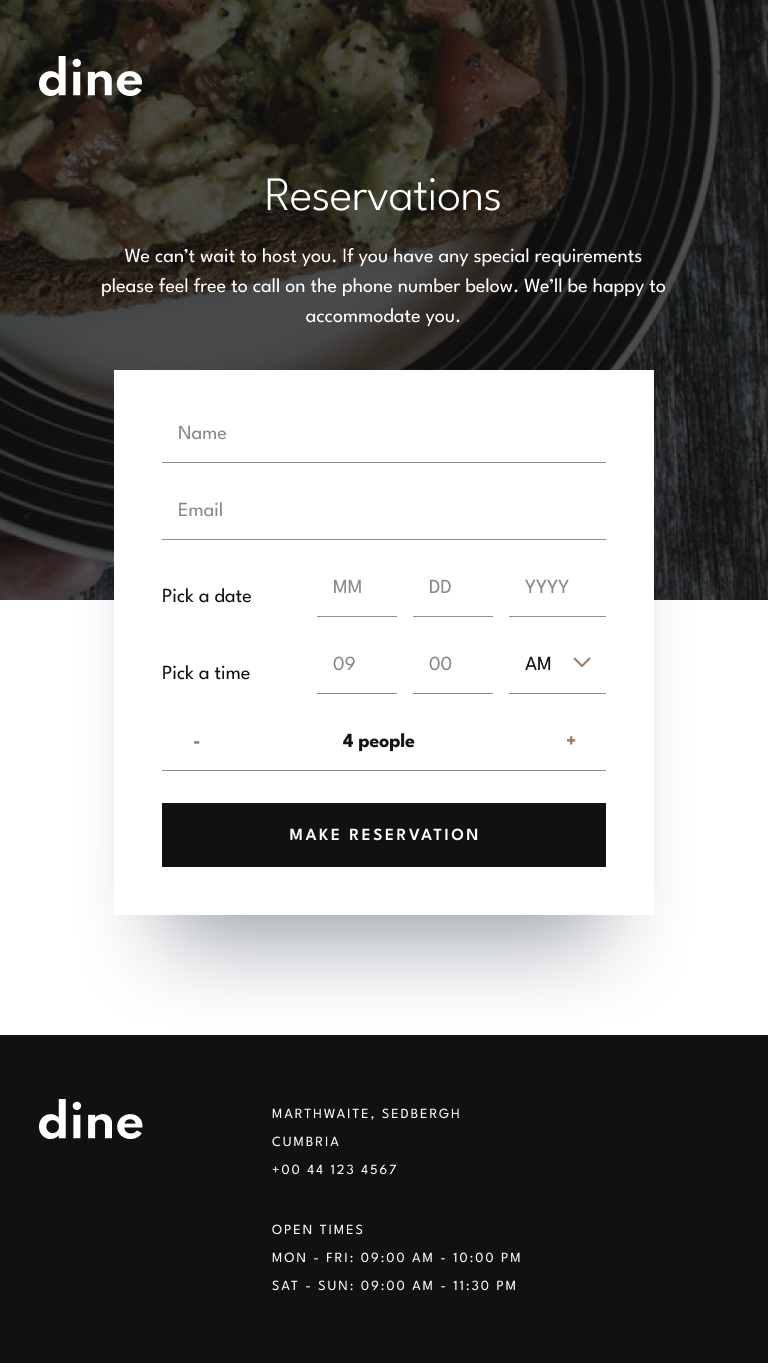 dine
Reservations
We can’t wait to host you. If you have any special requirements
please feel free to call on the phone number below. We’ll be happy to
accommodate you.
Name
Email
Pick a date MM DD YYYY
Pick a time 09 00 AM
- 4 people +
MAKE RESERVATION
dine
MARTHWAITE, SEDBERGH
CUMBRIA
+00 44 123 4567
OPEN TIMES
MON - FRI: 09:00 AM - 10:00 PM
SAT - SUN: 09:00 AM - 11:30 PM